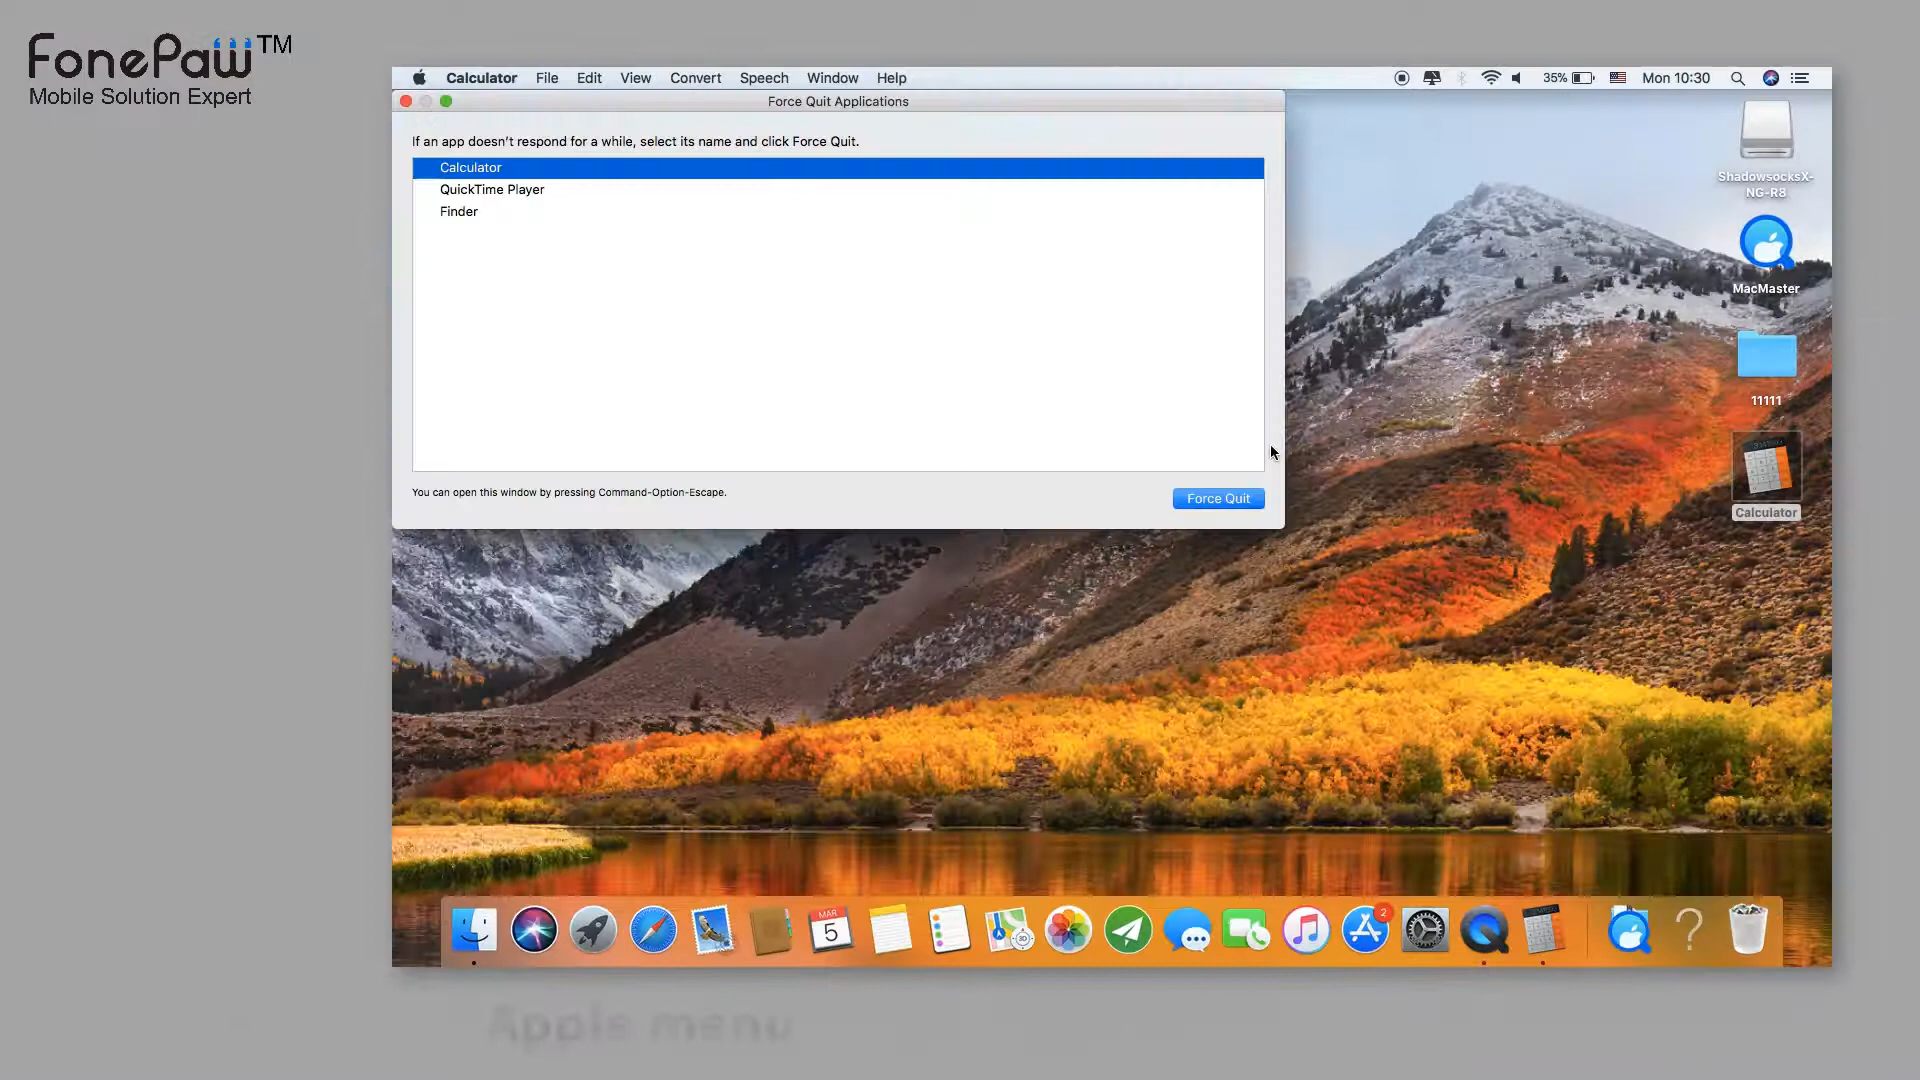 FonePaw™
Mobile Solution Expert
Calculator File Edit View Convert Speech Window Help 35% Mon 10:30
Force Quit Applications
If an app doesn't respond for a while, select its name and click Force Quit.
Calculator
QuickTime Player
Finder
You can open this window by pressing Command-Option-Escape.
Force Quit
ShadowsocksX-
NG-R8
MacMaster
11111
Calculator
MAR
5
3D
2
?
Apple menu